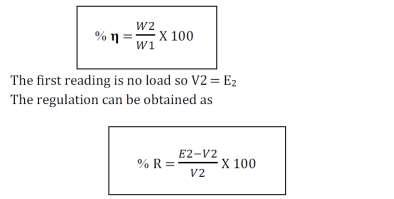 % η = W2/W1 X 100
The first reading is no load so V2 = E₂
The regulation can be obtained as
% R = E2−V2/V2 X 100